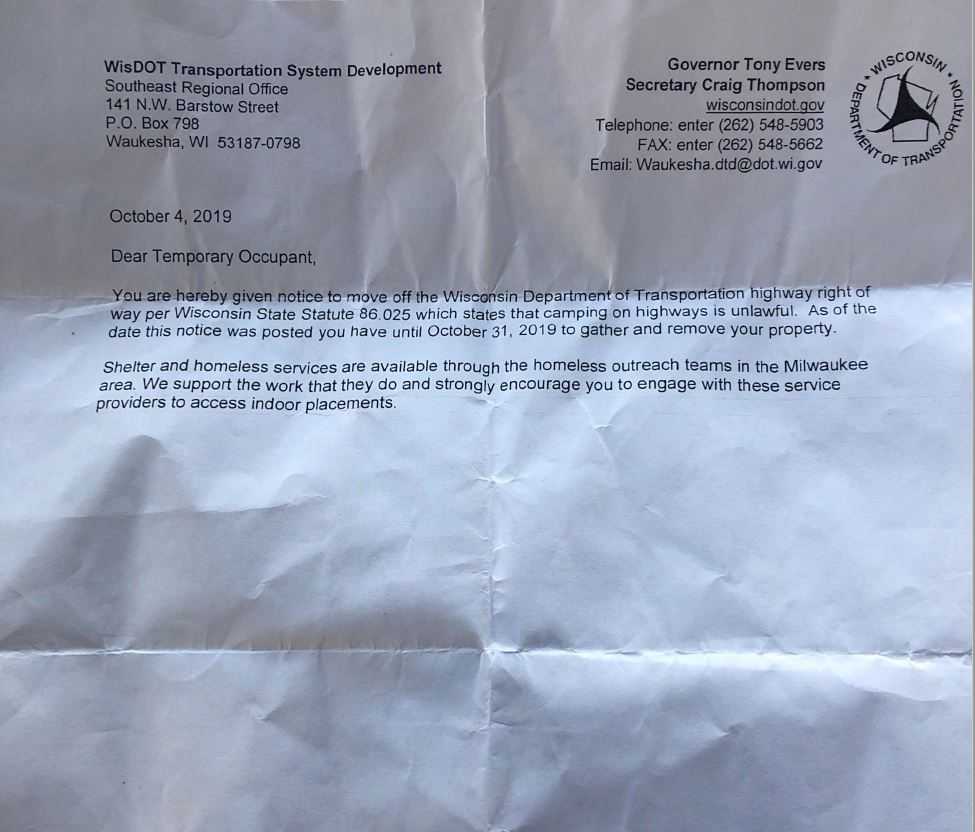 WisDOT Transportation System Development
Southeast Regional Office
141 N.W. Barstow Street
P.O. Box 798
Waukesha, WI 53187-0798
Governor Tony Evers
Secretary Craig Thompson
wisconsindot.gov
Telephone: enter (262) 548-5903
FAX: enter (262) 548-5662
Email: Waukesha.dtd@dot.wi.gov
WISCONSIN
DEPARTMENT OF TRANSPORTATION
October 4, 2019
Dear Temporary Occupant,
You are hereby given notice to move off the Wisconsin Department of Transportation highway right of
way per Wisconsin State Statute 86.025 which states that camping on highways is unlawful. As of the
date this notice was posted you have until October 31, 2019 to gather and remove your property.
Shelter and homeless services are available through the homeless outreach teams in the Milwaukee
area. We support the work that they do and strongly encourage you to engage with these service
providers to access indoor placements.